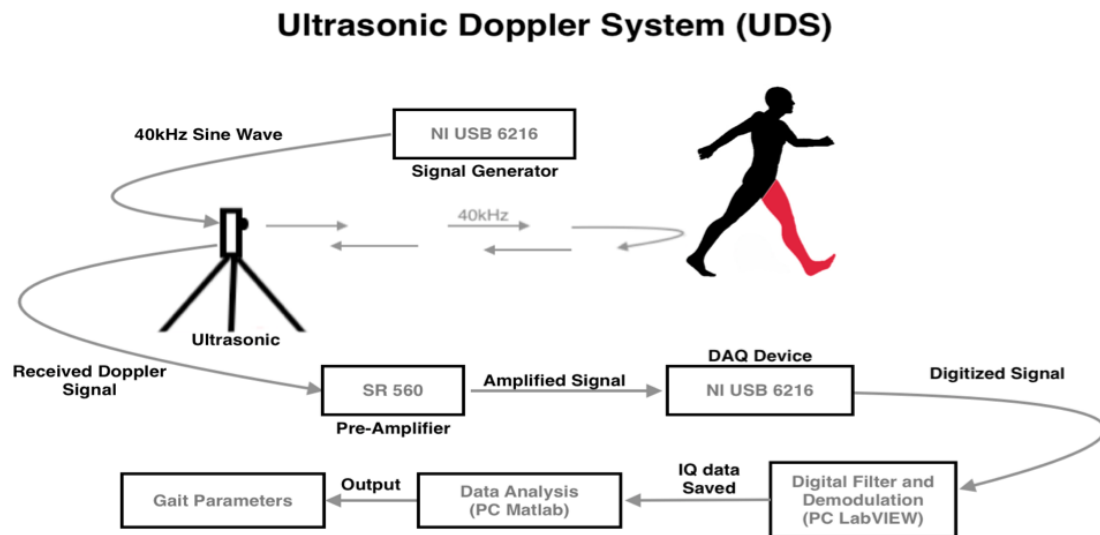 Ultrasonic Doppler System (UDS)
40kHz Sine Wave
NI USB 6216
Signal Generator
40kHz
Ultrasonic
Received Doppler
Signal
SR 560
Pre-Amplifier
Amplified Signal
DAQ Device
NI USB 6216
Digitized Signal
Digital Filter and
Demodulation
(PC LabVIEW)
IQ data
Saved
Data Analysis
(PC Matlab)
Output
Gait Parameters